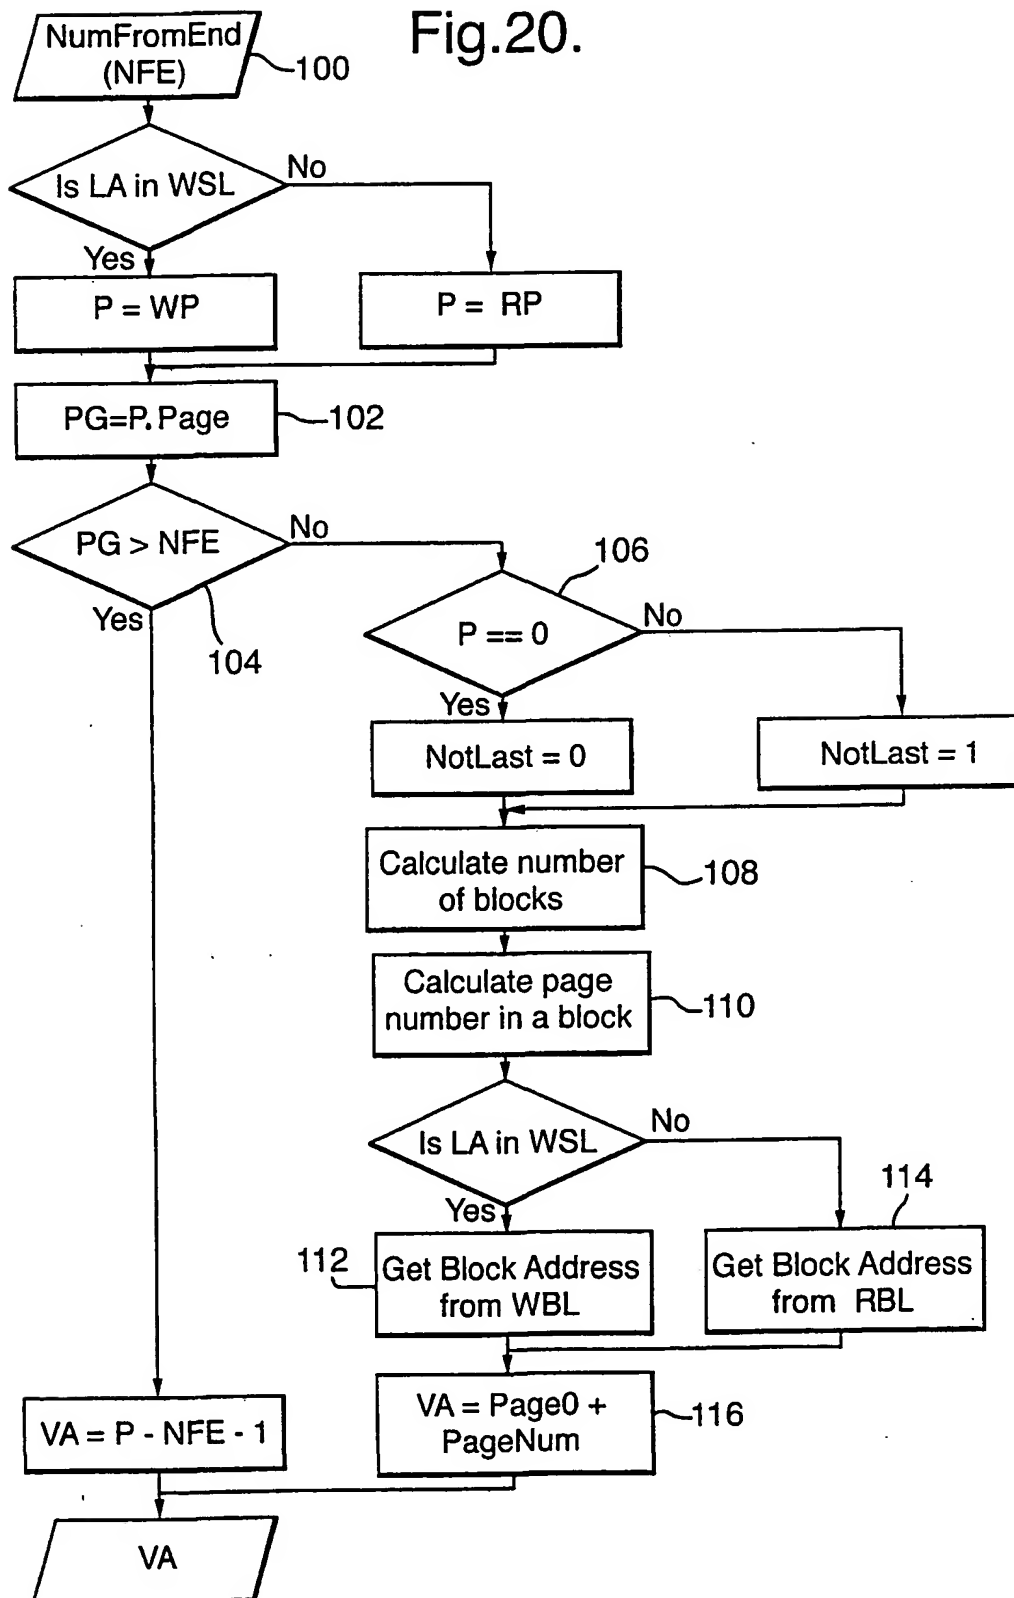 Fig.20.
NumFromEnd
(NFE)
100
Is LA in WSL
No
Yes
P = WP
P = RP
PG=P.Page
102
PG > NFE
No
Yes
104
106
P == 0
No
Yes
NotLast = 0
NotLast = 1
Calculate number
of blocks
108
Calculate page
number in a block
110
Is LA in WSL
No
Yes
114
112
Get Block Address
from WBL
Get Block Address
from RBL
VA = P - NFE - 1
VA = Page0 +
PageNum
116
VA